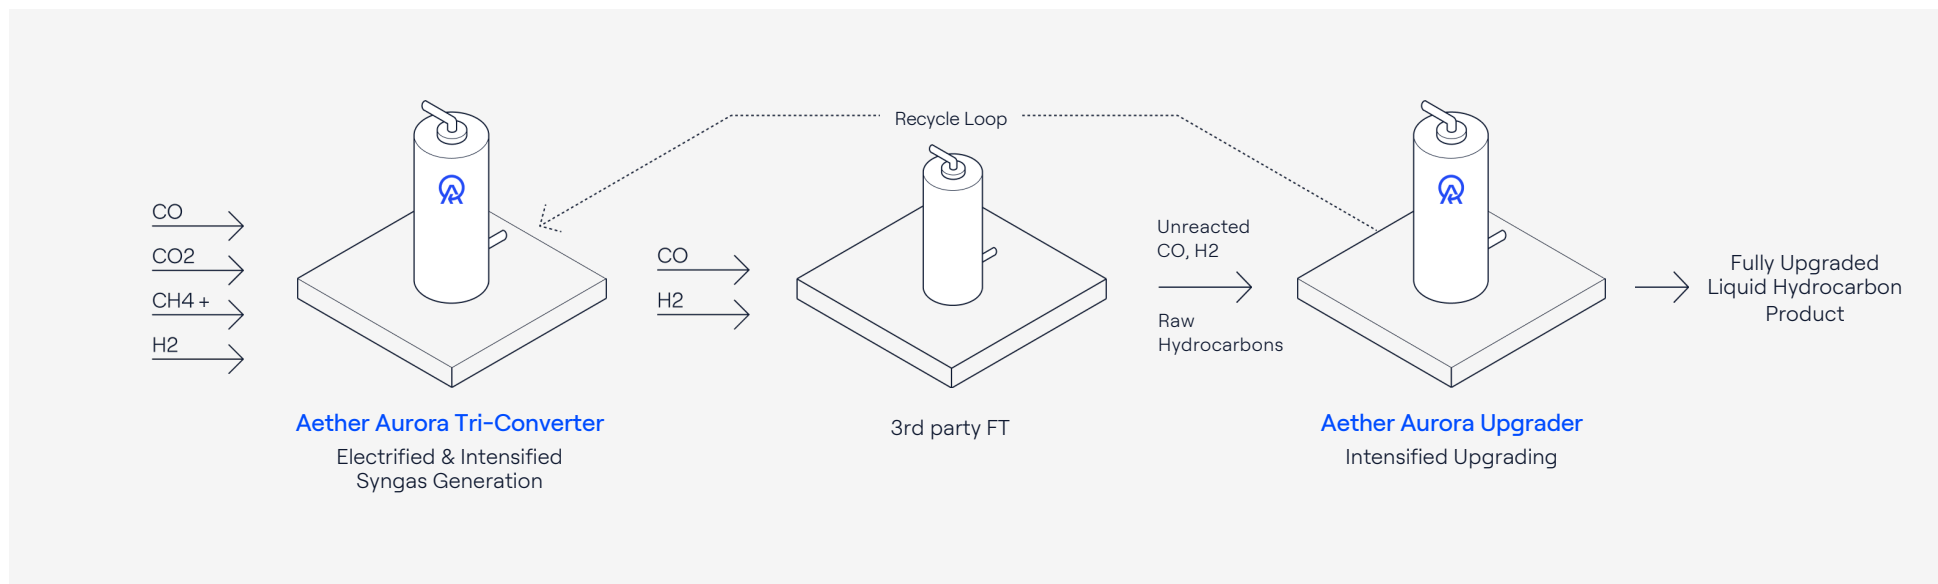 Recycle Loop
CO
CO2
CH4 +
H2
CO
H2
Unreacted
CO, H2
Raw
Hydrocarbons
Fully Upgraded
Liquid Hydrocarbon
Product
Aether Aurora Tri-Converter
Electrified & Intensified
Syngas Generation
3rd party FT
Aether Aurora Upgrader
Intensified Upgrading